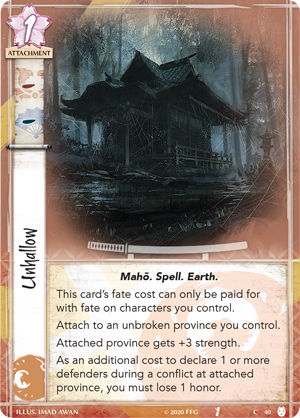 1
ATTACHMENT
Unhallow
Mahō. Spell. Earth.
This card's fate cost can only be paid for
with fate on characters you control.
Attach to an unbroken province you control.
Attached province gets +3 strength.
As an additional cost to declare 1 or more
defenders during a conflict at attached
province, you must lose 1 honor.
ILLUS. IMAD AWAN
© 2020 FFG
C 40